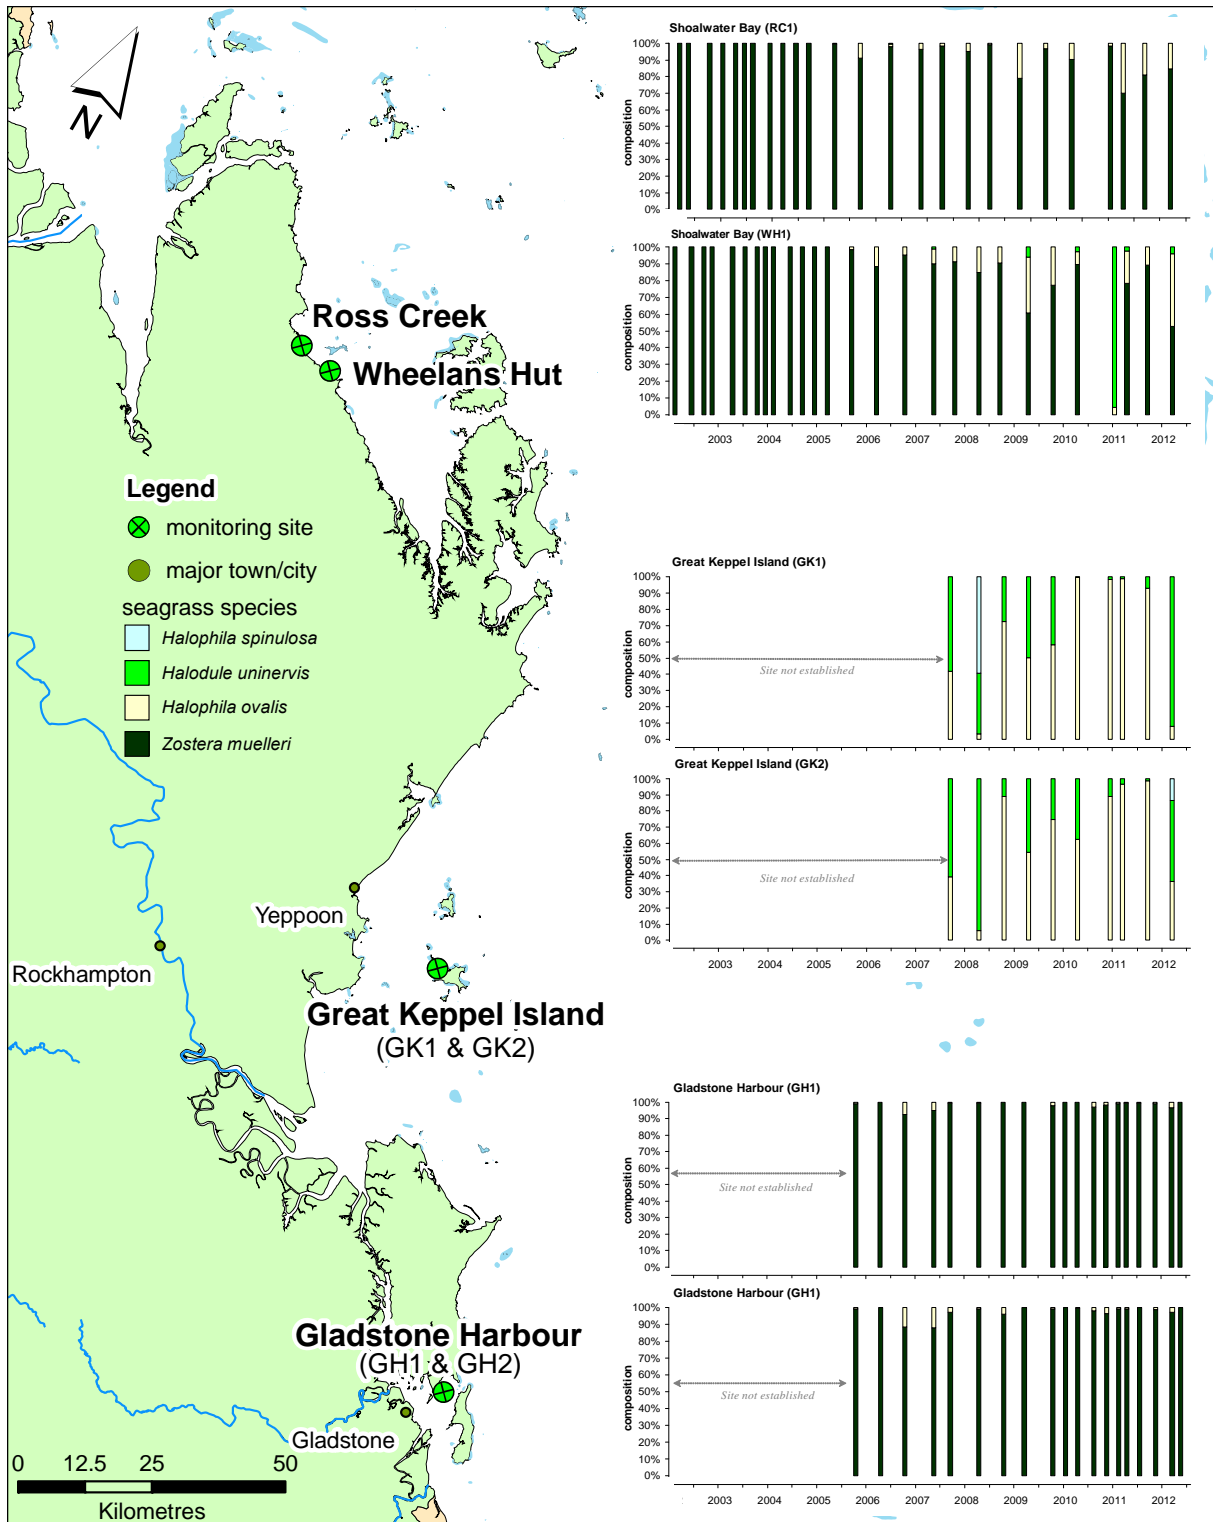 N
Ross Creek
Wheelans Hut
Legend
monitoring site
major town/city
seagrass species
Halophila spinulosa
Halodule uninervis
Halophila ovalis
Zostera muelleri
Yeppoon
Rockhampton
Great Keppel Island
(GK1 & GK2)
Gladstone Harbour
(GH1 & GH2)
Gladstone
0 12.5 25 50
Kilometres
Shoalwater Bay (RC1)
composition
100%
90%
80%
70%
60%
50%
40%
30%
20%
10%
0%
Shoalwater Bay (WH1)
composition
100%
90%
80%
70%
60%
50%
40%
30%
20%
10%
0%
2003 2004 2005 2006 2007 2008 2009 2010 2011 2012
Great Keppel Island (GK1)
composition
100%
90%
80%
70%
60%
50%
40%
30%
20%
10%
0%
Site not established
Great Keppel Island (GK2)
composition
100%
90%
80%
70%
60%
50%
40%
30%
20%
10%
0%
Site not established
2003 2004 2005 2006 2007 2008 2009 2010 2011 2012
Gladstone Harbour (GH1)
composition
100%
90%
80%
70%
60%
50%
40%
30%
20%
10%
0%
Site not established
Gladstone Harbour (GH1)
composition
100%
90%
80%
70%
60%
50%
40%
30%
20%
10%
0%
Site not established
2003 2004 2005 2006 2007 2008 2009 2010 2011 2012